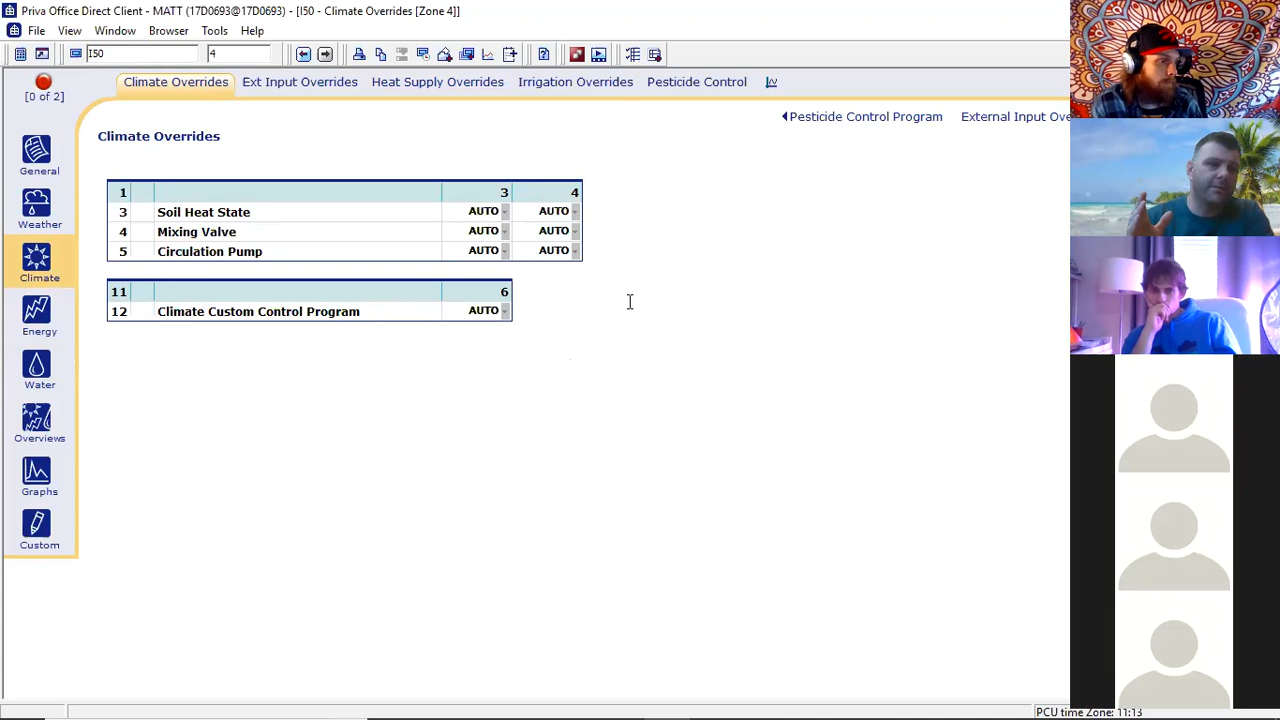 Priva Office Direct Client - MATT (17D0693@17D0693) - [I50 - Climate Overrides [Zone 4]]
File View Window Browser Tools Help
I50 4
[0 of 2]
Climate Overrides Ext Input Overrides Heat Supply Overrides Irrigation Overrides Pesticide Control
Pesticide Control Program External Input Ove
Climate Overrides
1 3 4
3 Soil Heat State AUTO AUTO
4 Mixing Valve AUTO AUTO
5 Circulation Pump AUTO AUTO
11 6
12 Climate Custom Control Program AUTO
General
Weather
Climate
Energy
Water
Overviews
Graphs
Custom
PCU time Zone: 11:13